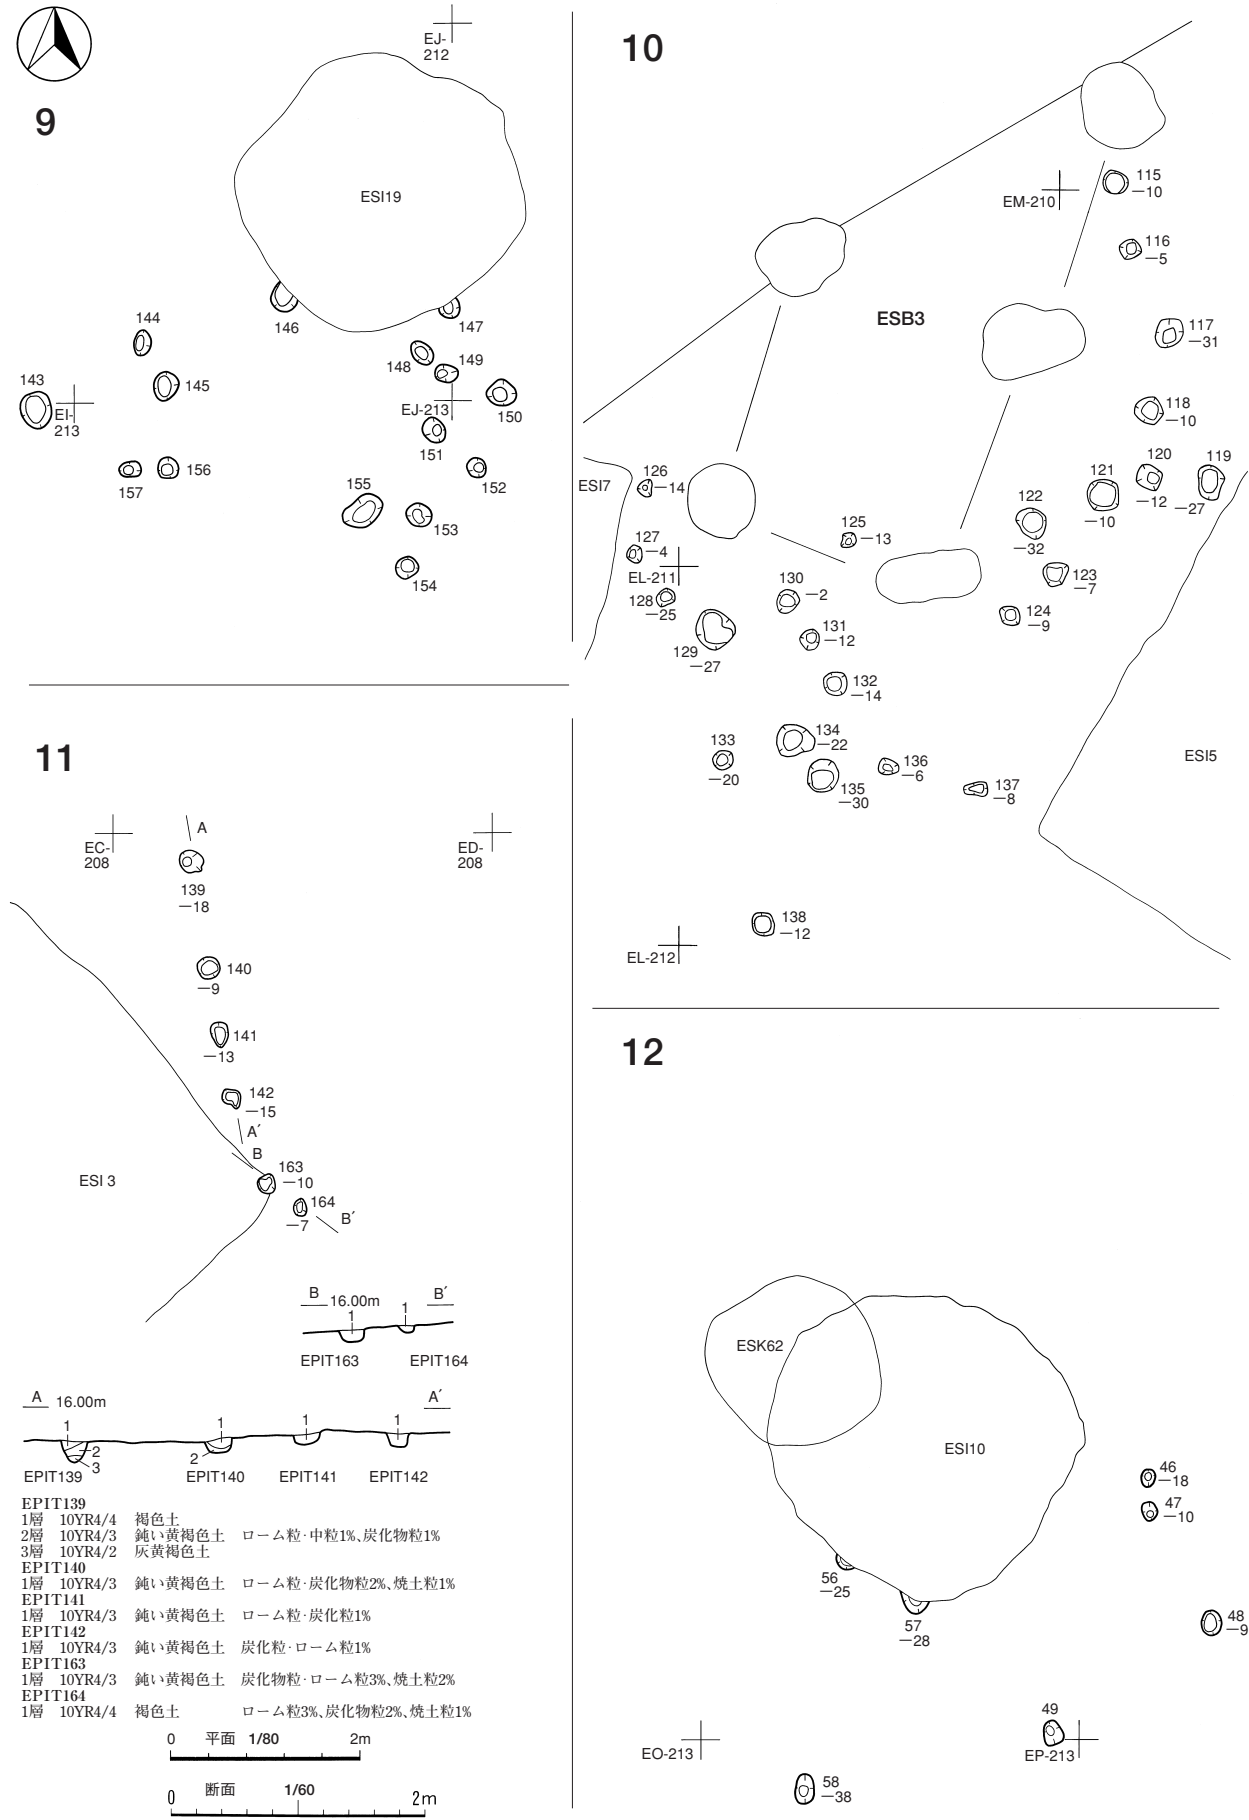 9
EJ-
212
ESI19
146
147
144
148
149
143
145
EI-
213
EJ-213
150
151
157
156
152
155
153
154
10
115
—10
EM-210
116
—5
ESB3
117
—31
118
—10
ESI7
126
—14
120
—12
119
—27
121
—10
122
—32
125
—13
127
—4
EL-211
123
—7
130
—2
128
—25
124
—9
131
—12
129
—27
132
—14
133
—20
134
—22
135
—30
136
—6
137
—8
ESI5
138
—12
EL-212
11
A
EC-
208
ED-
208
139
—18
140
—9
141
—13
142
—15
A´
B
163
—10
ESI 3
164
—7
B´
B
16.00m
B´
1
1
EPIT163
EPIT164
A
16.00m
A´
1
1
1
1
2
3
2
EPIT139
EPIT140
EPIT141
EPIT142
EPIT139
1層 10YR4/4 褐色土
2層 10YR4/3 鈍い黄褐色土 ローム粒·中粒1%、炭化物粒1%
3層 10YR4/2 灰黄褐色土
EPIT140
1層 10YR4/3 鈍い黄褐色土 ローム粒·炭化物粒2%、焼土粒1%
EPIT141
1層 10YR4/3 鈍い黄褐色土 ローム粒·炭化粒1%
EPIT142
1層 10YR4/3 鈍い黄褐色土 炭化粒·ローム粒1%
EPIT163
1層 10YR4/3 鈍い黄褐色土 炭化物粒·ローム粒3%、焼土粒2%
EPIT164
1層 10YR4/4 褐色土 ローム粒3%、炭化物粒2%、焼土粒1%
0 平面 1/80 2m
0 断面 1/60 2m
12
ESK62
ESI10
46
—18
47
—10
56
—25
57
—28
48
—9
49
EO-213
EP-213
58
—38